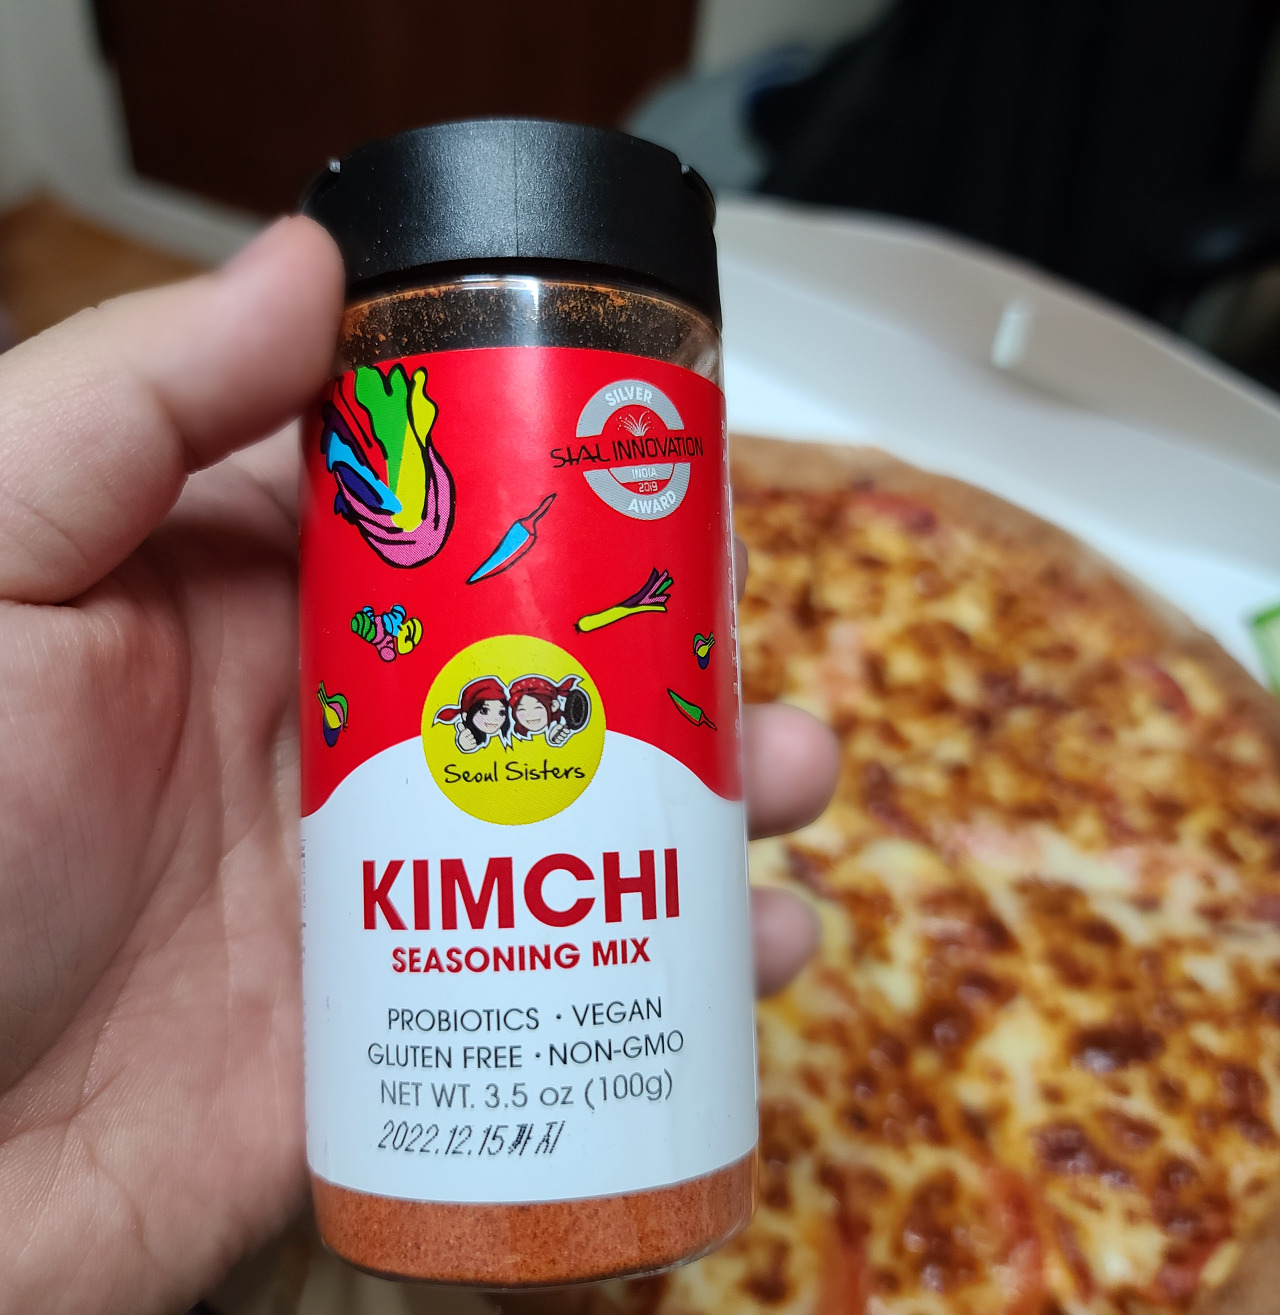 SILVER
SIAL INNOVATION
INDIA
2019
AWARD
Seoul Sisters
KIMCHI
SEASONING MIX
PROBIOTICS · VEGAN
GLUTEN FREE · NON-GMO
NET WT. 3.5 oz (100g)
2022.12.15까지